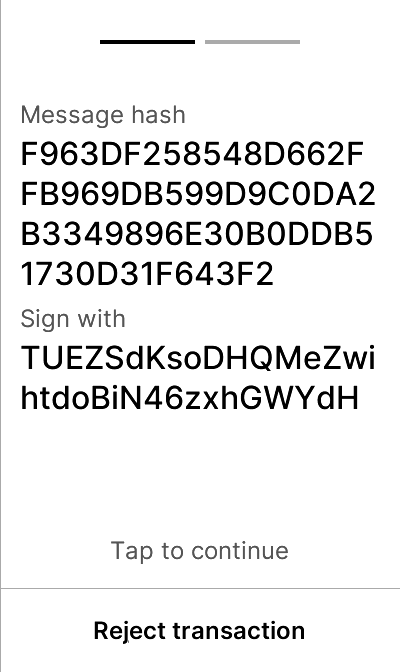 Message hash
F963DF258548D662F
FB969DB599D9C0DA2
B3349896E30B0DDB5
1730D31F643F2
Sign with
TUEZSdKsoDHQMeZwi
htdoBiN46zxhGWYdH
Tap to continue
Reject transaction